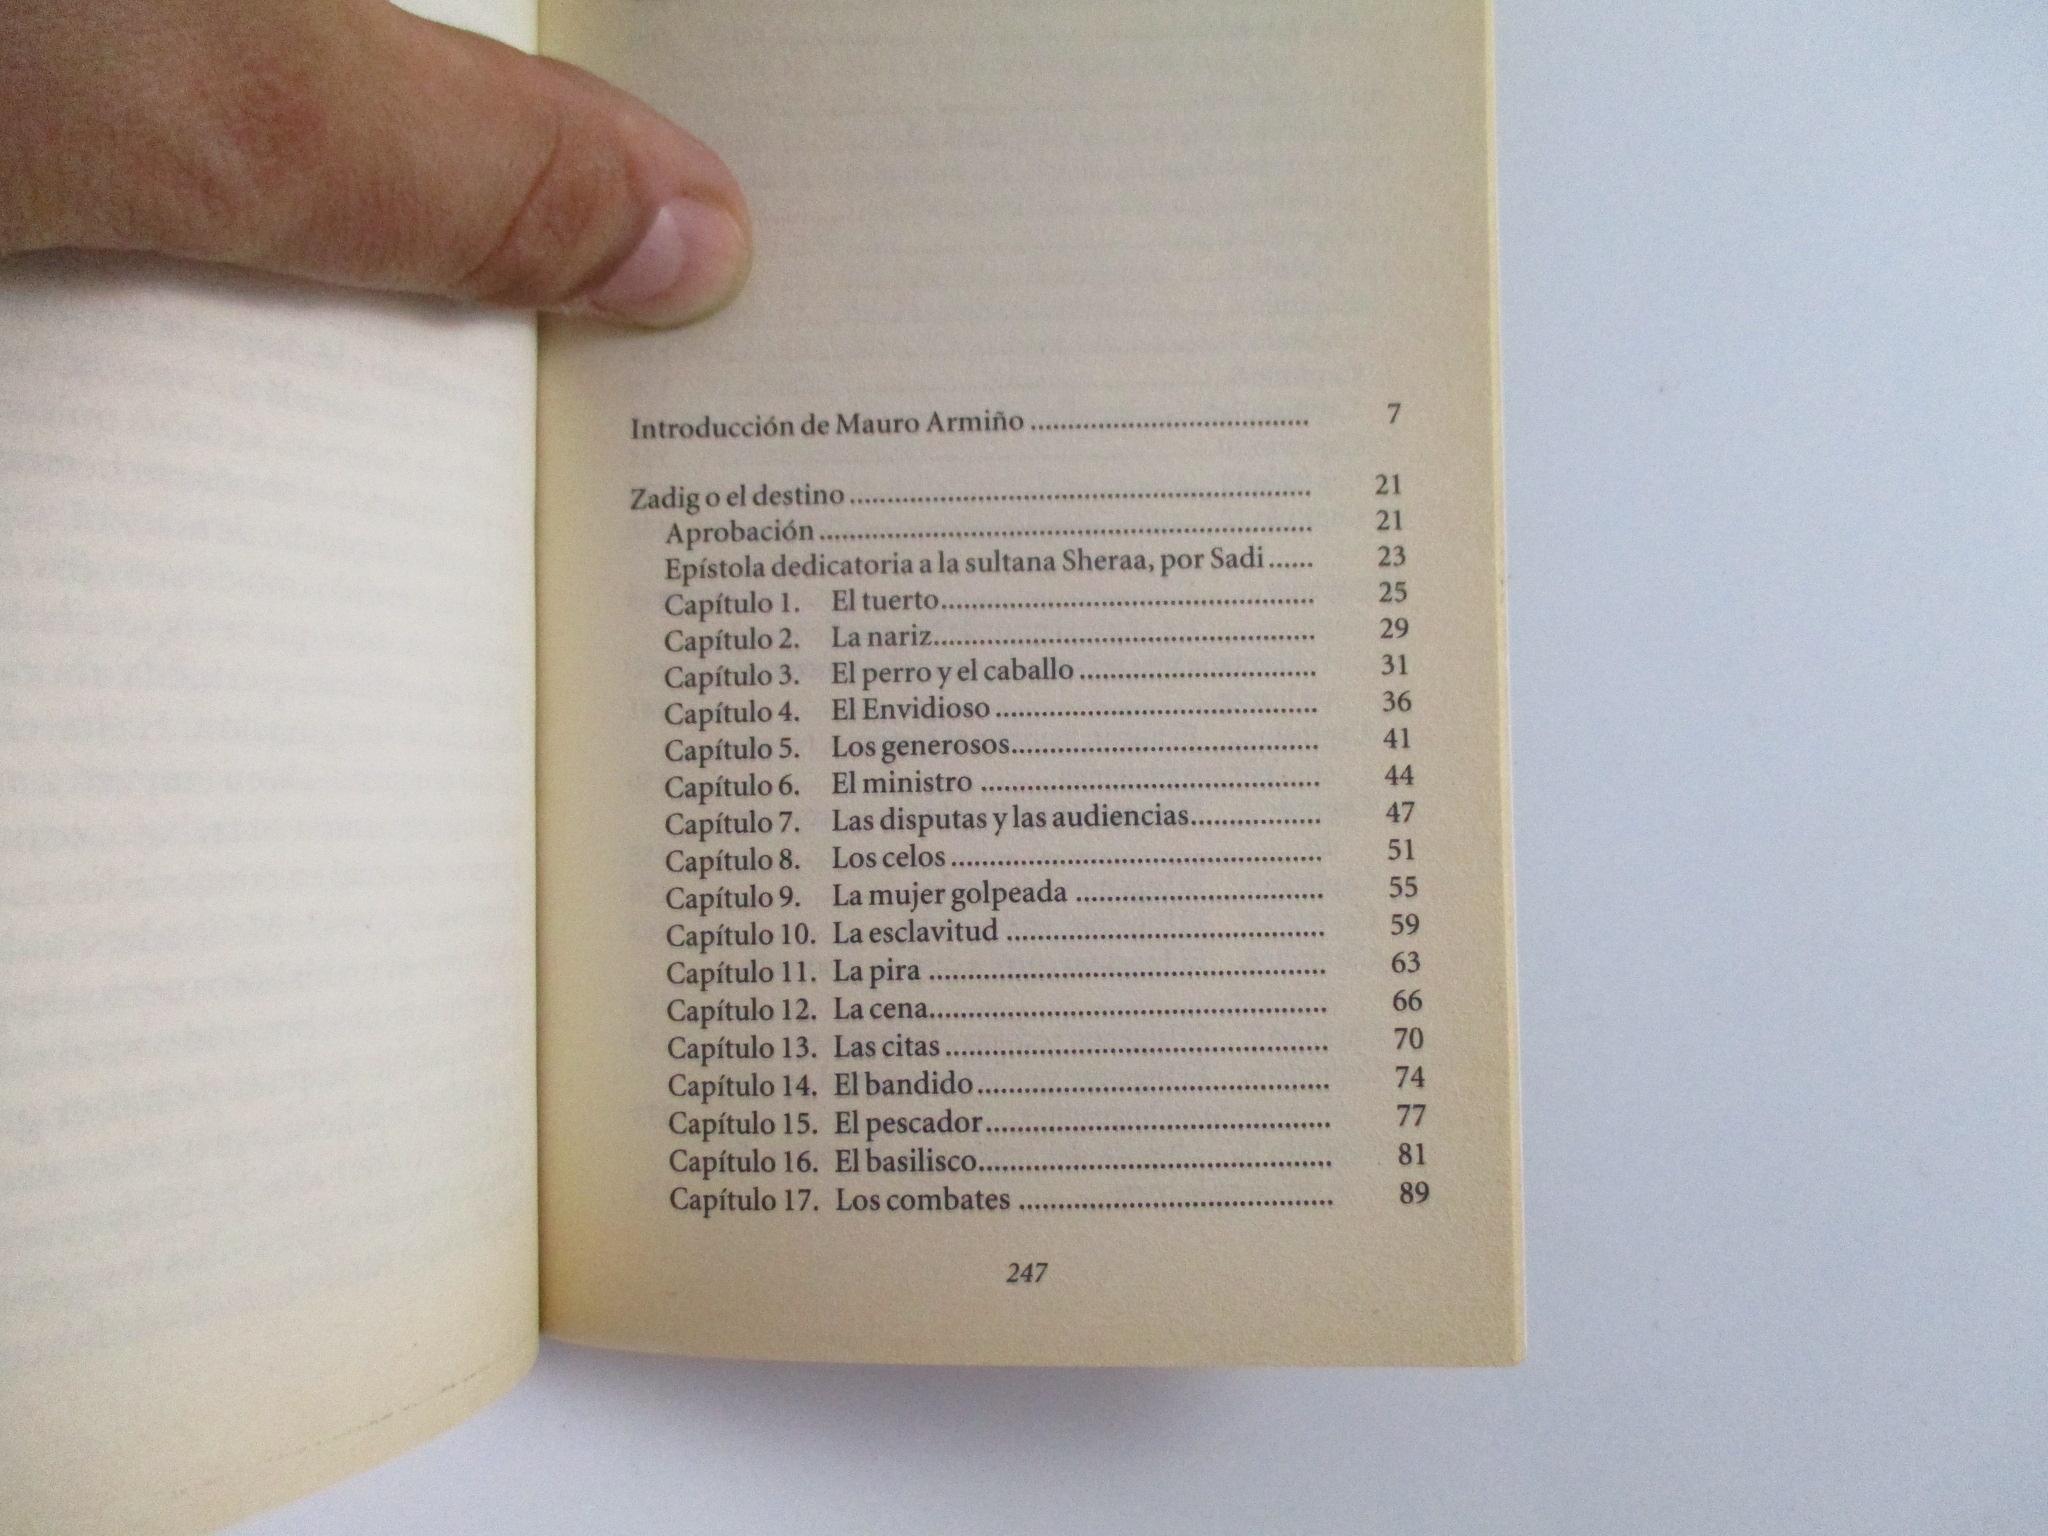 Introducción de Mauro Armiño ..................................... 7
Zadig o el destino ............................................................. 21
Aprobación ................................................................. 21
Epístola dedicatoria a la sultana Sheraa, por Sadi ...... 23
Capítulo 1. El tuerto................................................. 25
Capítulo 2. La nariz.................................................. 29
Capítulo 3. El perro y el caballo ............................... 31
Capítulo 4. El Envidioso .......................................... 36
Capítulo 5. Los generosos........................................ 41
Capítulo 6. El ministro ............................................ 44
Capítulo 7. Las disputas y las audiencias................. 47
Capítulo 8. Los celos ................................................ 51
Capítulo 9. La mujer golpeada ................................ 55
Capítulo 10. La esclavitud ......................................... 59
Capítulo 11. La pira ................................................... 63
Capítulo 12. La cena................................................... 66
Capítulo 13. Las citas ................................................. 70
Capítulo 14. El bandido ............................................. 74
Capítulo 15. El pescador ............................................ 77
Capítulo 16. El basilisco............................................. 81
Capítulo 17. Los combates ........................................ 89
247